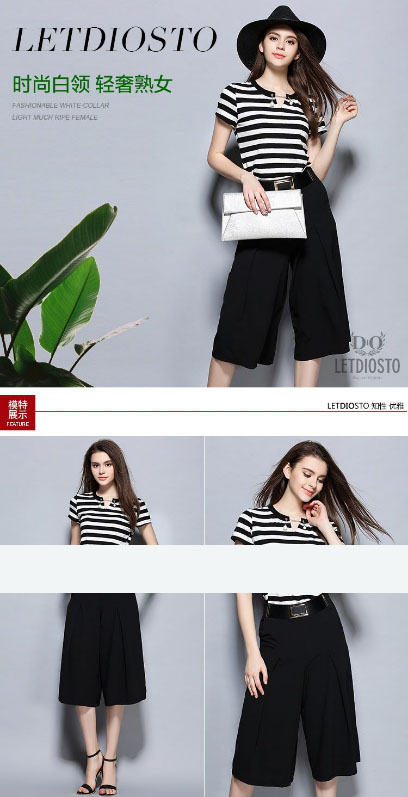 LETDIOSTO
时尚白领 轻奢熟女
FASHIONABLE WHITE-COLLAR
LIGHT MUCH RIPE FEMALE
DO
LETDIOSTO
模特
展示
FEATURE
LETDIOSTO 知性 优雅